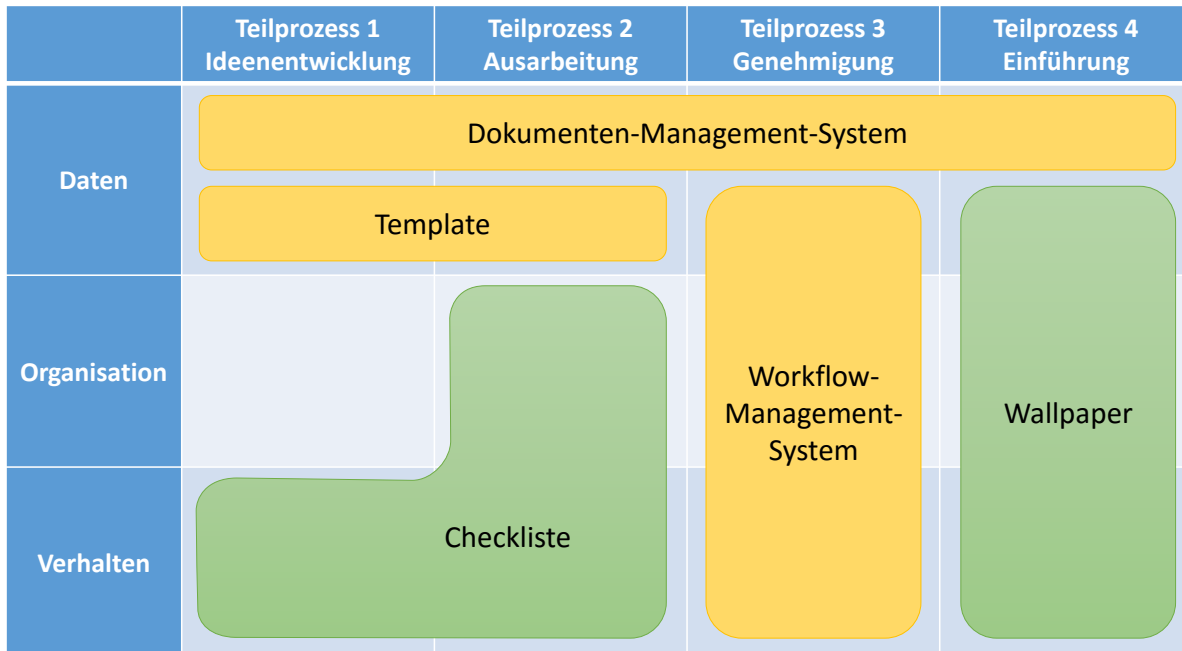 Teilprozess 1
Ideenentwicklung
Teilprozess 2
Ausarbeitung
Teilprozess 3
Genehmigung
Teilprozess 4
Einführung
Daten
Dokumenten-Management-System
Template
Organisation
Workflow-
Management-
System
Wallpaper
Verhalten
Checkliste